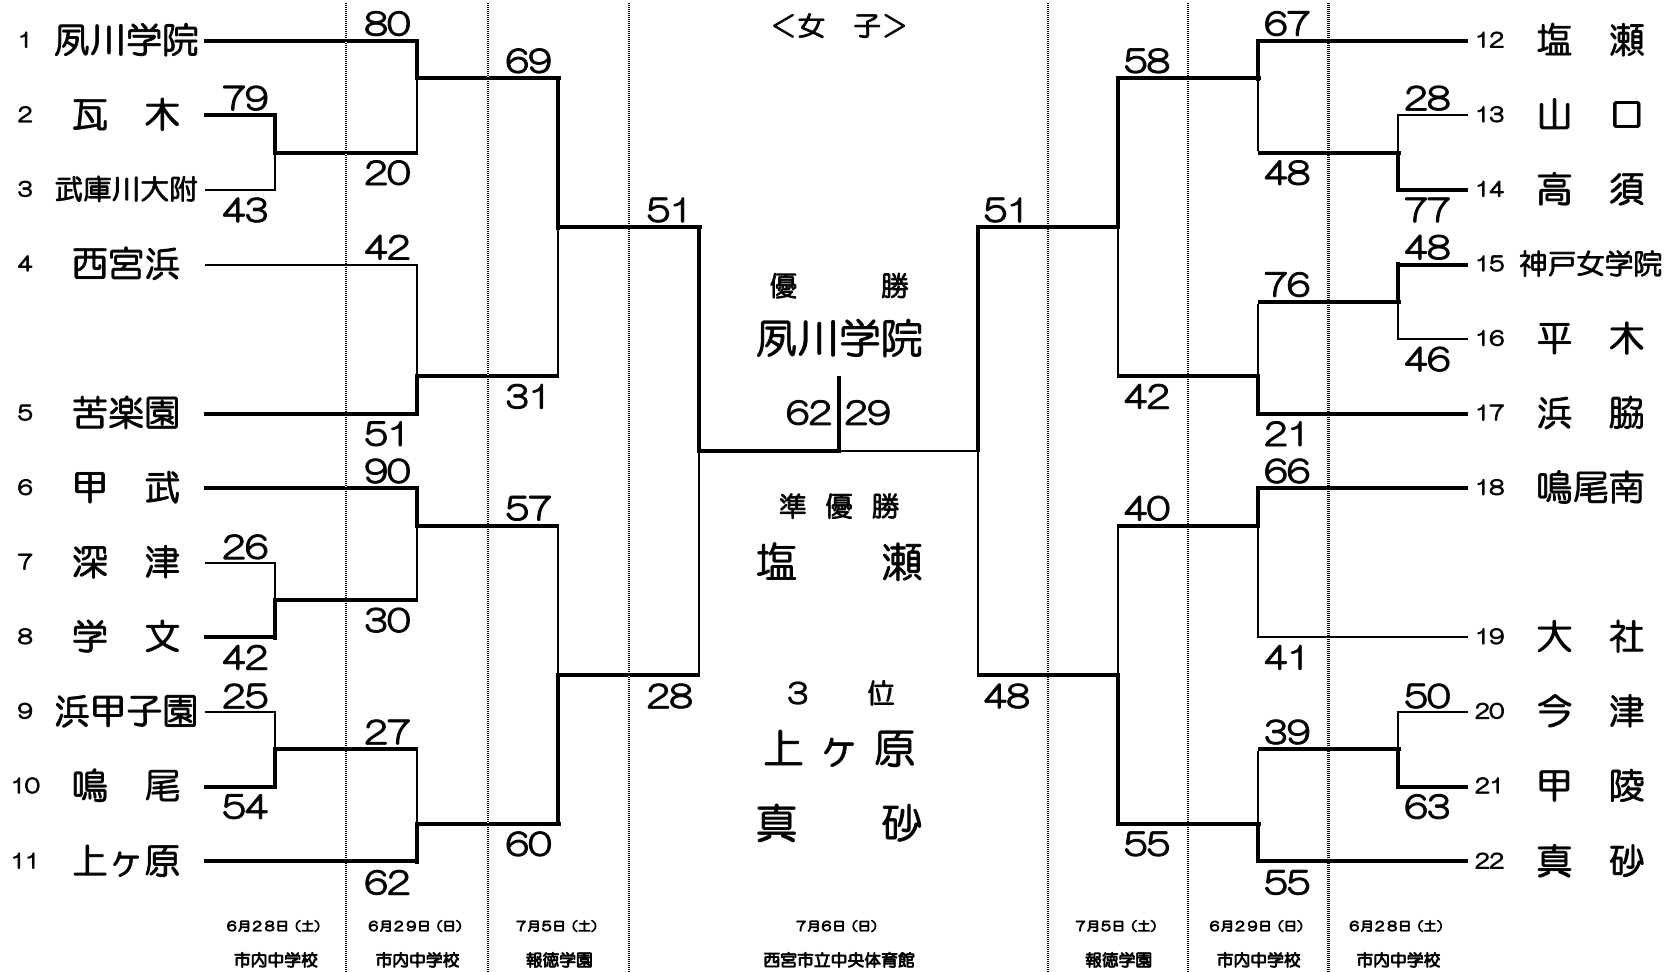 ＜女　子＞
80
67
1 夙川学院
12 塩　瀬
69
58
2 瓦　木
79
28
13 山　口
20
48
3 武庫川大附
14 高　須
43
77
51
51
4 西宮浜
42
48
15 神戸女学院
76
優　勝
夙川学院
16 平　木
46
31
42
5 苦楽園
62 29
17 浜　脇
51
21
90
66
6 甲　武
18 鳴尾南
57
準優勝
40
7 深　津
26
塩　瀬
30
8 学　文
19 大　社
42
41
28
3　位
48
9 浜甲子園
25
50
20 今　津
27
39
上ヶ原
10 鳴　尾
21 甲　陵
54
63
真　砂
60
55
11 上ヶ原
22 真　砂
62
55
6月28日（土） 6月29日（日） 7月5日（土） 7月6日（日） 7月5日（土） 6月29日（日） 6月28日（土）
市内中学校 市内中学校 報徳学園 西宮市立中央体育館 報徳学園 市内中学校 市内中学校